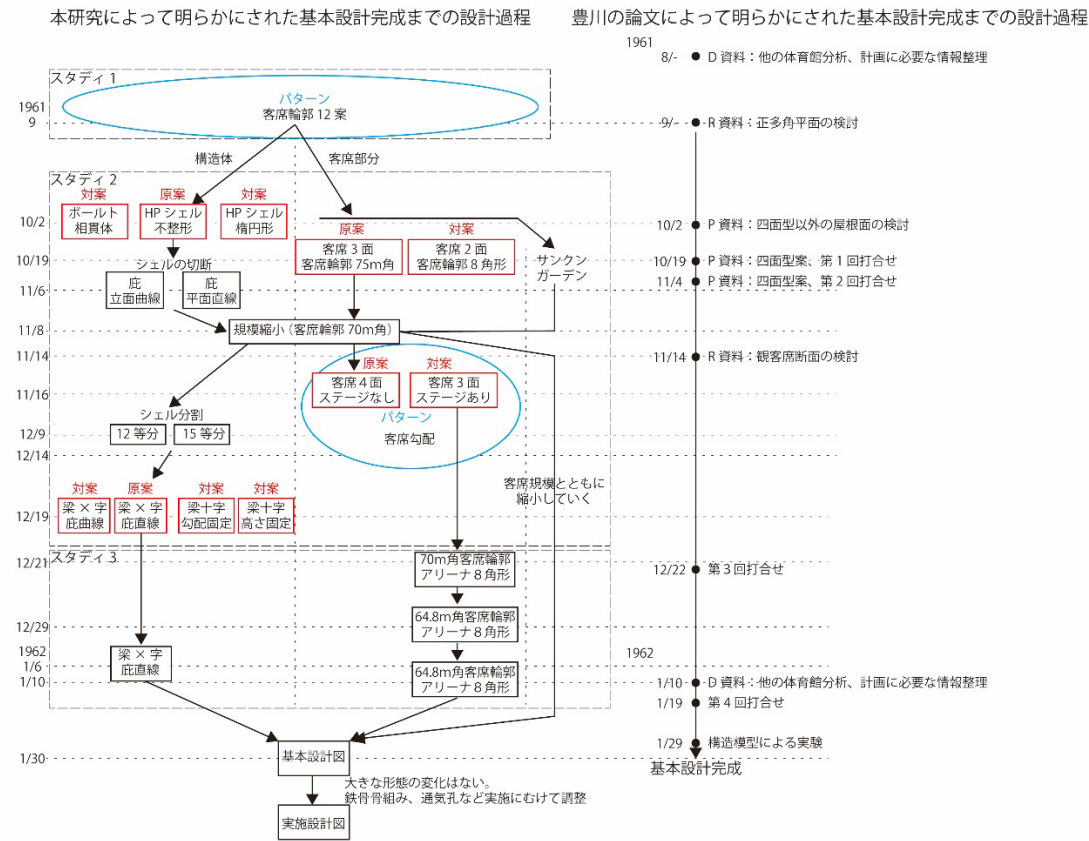 本研究によって明らかにされた基本設計完成までの設計過程
スタディ 1
パターン
客席輪郭 12 案
1961
9
構造体
客席部分
スタディ 2
対案
原案
対案
ボールト
相貫体
HP シェル
不整形
HP シェル
楕円形
10/2
原案
対案
客席 3 面
客席輪郭 75m角
客席 2 面
客席輪郭 8 角形
サンクン
ガーデン
10/19
シェルの切断
庇
立面曲線
庇
平面直線
11/6
11/8
規模縮小（客席輪郭 70m角）
11/14
原案
対案
客席 4 面
ステージなし
客席 3 面
ステージあり
11/16
パターン
客席勾配
シェル分割
12 等分
15 等分
12/9
12/14
客席規模とともに
縮小していく
対案
原案
対案
対案
梁 × 字
庇曲線
梁 × 字
庇直線
梁十字
勾配固定
梁十字
高さ固定
12/19
スタディ 3
12/21
70m角客席輪郭
アリーナ 8 角形
64.8m角客席輪郭
アリーナ 8 角形
12/29
1962
1/6
1/10
梁 × 字
庇直線
64.8m角客席輪郭
アリーナ 8 角形
基本設計図
1/30
大きな形態の変化はない。
鉄骨骨組み、通気孔など実施にむけて調整
実施設計図
豊川の論文によって明らかにされた基本設計完成までの設計過程
1961
8/- D 資料：他の体育館分析、計画に必要な情報整理
9/- R 資料：正多角平面の検討
10/2 P 資料：四面型以外の屋根面の検討
10/19 P 資料：四面型案、第 1 回打合せ
11/4 P 資料：四面型案、第 2 回打合せ
11/14 R 資料：観客席断面の検討
12/22 第 3 回打合せ
1962
1/10 D 資料：他の体育館分析、計画に必要な情報整理
1/19 第 4 回打合せ
1/29 構造模型による実験
基本設計完成